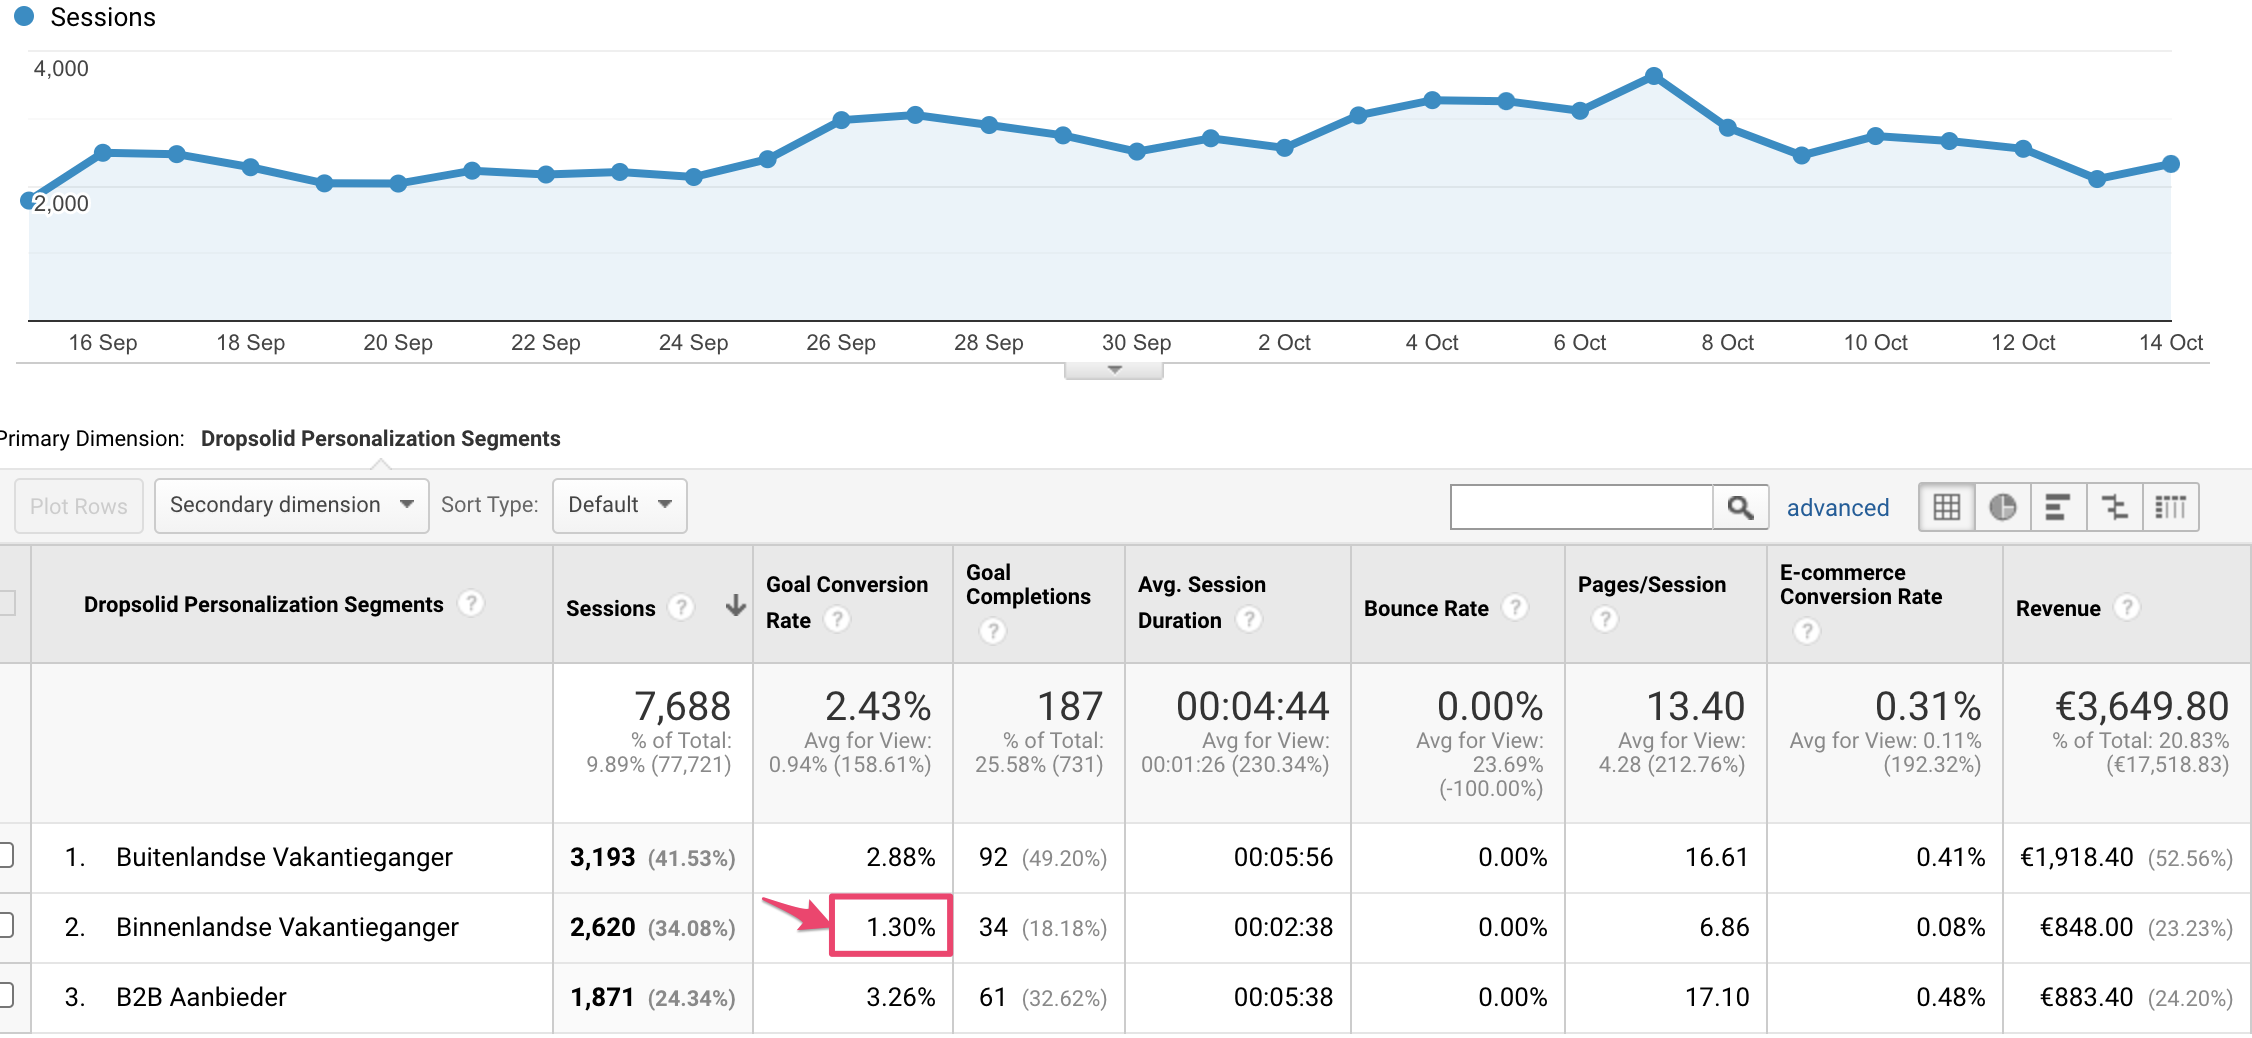 Sessions
4,000
2,000
16 Sep 18 Sep 20 Sep 22 Sep 24 Sep 26 Sep 28 Sep 30 Sep 2 Oct 4 Oct 6 Oct 8 Oct 10 Oct 12 Oct 14 Oct
Primary Dimension: Dropsolid Personalization Segments
Plot Rows Secondary dimension Sort Type: Default advanced
Dropsolid Personalization Segments ?
Sessions ?
Goal Conversion
Rate ?
Goal
Completions
?
Avg. Session
Duration ?
Bounce Rate ?
Pages/Session
?
E-commerce
Conversion Rate
?
Revenue ?
7,688
% of Total:
9.89% (77,721)
2.43%
Avg for View:
0.94% (158.61%)
187
% of Total:
25.58% (731)
00:04:44
Avg for View:
00:01:26 (230.34%)
0.00%
Avg for View:
23.69%
(-100.00%)
13.40
Avg for View:
4.28 (212.76%)
0.31%
Avg for View: 0.11%
(192.32%)
€3,649.80
% of Total: 20.83%
(€17,518.83)
1. Buitenlandse Vakantieganger 3,193 (41.53%) 2.88% 92 (49.20%) 00:05:56 0.00% 16.61 0.41% €1,918.40 (52.56%)
2. Binnenlandse Vakantieganger 2,620 (34.08%) 1.30% 34 (18.18%) 00:02:38 0.00% 6.86 0.08% €848.00 (23.23%)
3. B2B Aanbieder 1,871 (24.34%) 3.26% 61 (32.62%) 00:05:38 0.00% 17.10 0.48% €883.40 (24.20%)